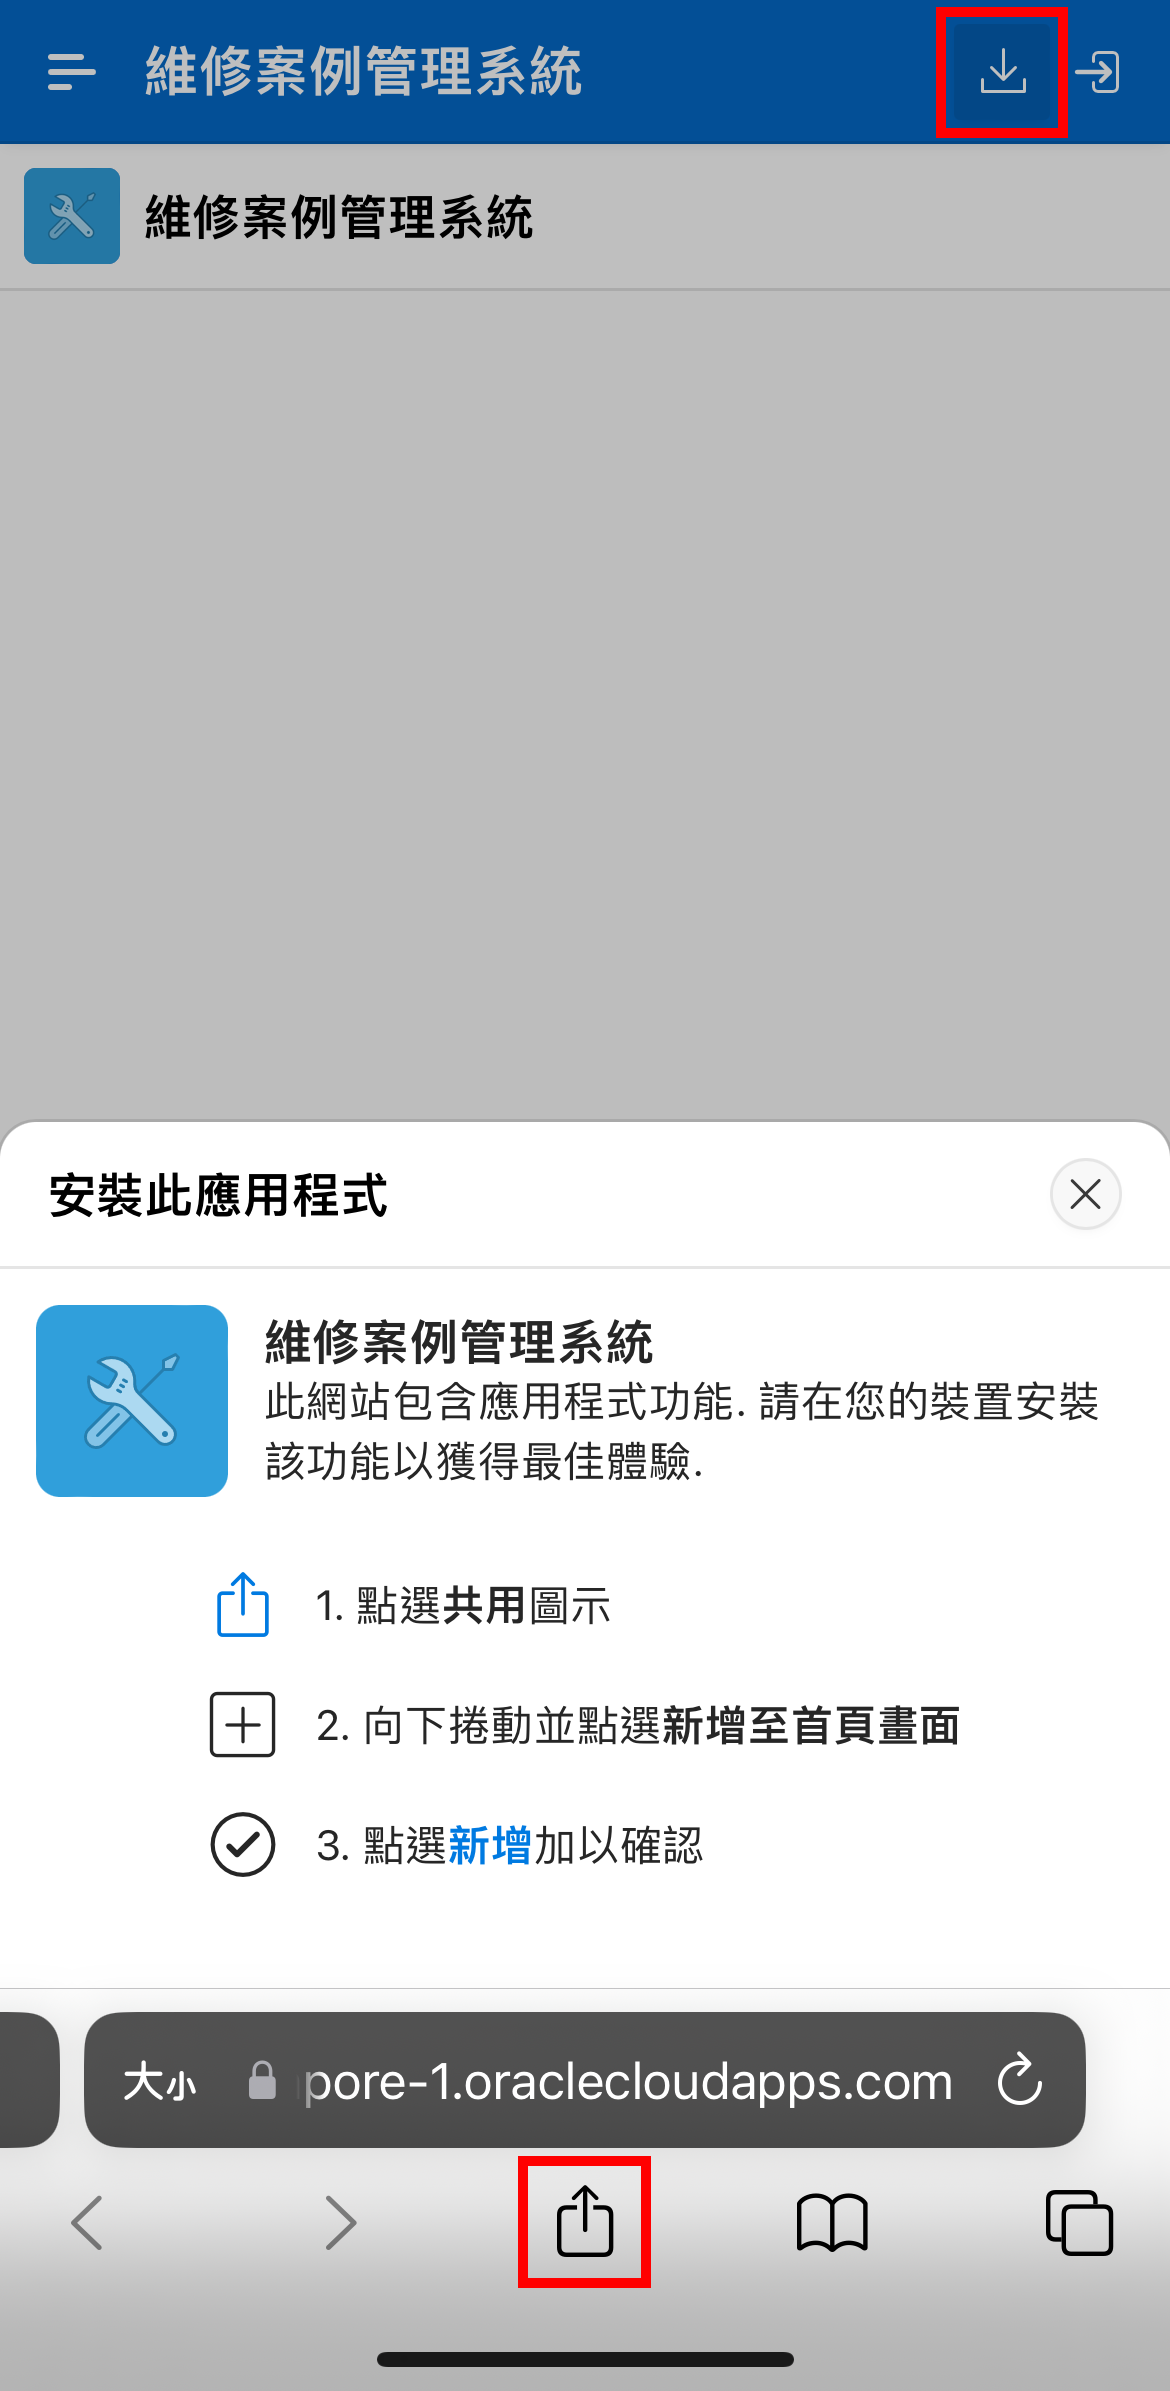 維修案例管理系統
維修案例管理系統
安裝此應用程式
維修案例管理系統
此網站包含應用程式功能. 請在您的裝置安裝
該功能以獲得最佳體驗.
1. 點選共用圖示
2. 向下捲動並點選新增至首頁畫面
3. 點選新增加以確認
大小 pore-1.oraclecloudapps.com